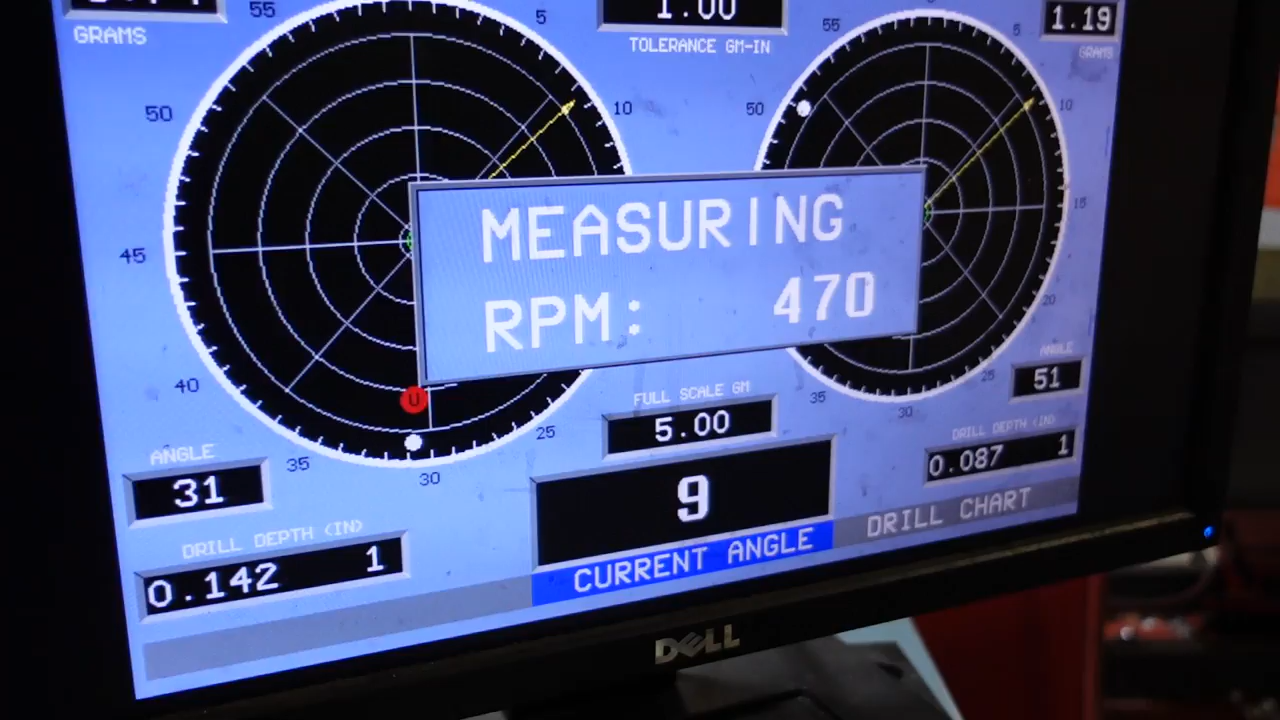 GRAMS
55
5
50
10
45
40
35
30
25
1.00
TOLERANCE GM-IN
55
5
50
10
15
20
25
30
35
1.19
GRAMS
MEASURING
RPM: 470
U
FULL SCALE GM
5.00
ANGLE
31
ANGLE
51
DRILL DEPTH (IN)
0.142 1
DRILL DEPTH (IN)
0.087 1
9
CURRENT ANGLE
DRILL CHART
DELL